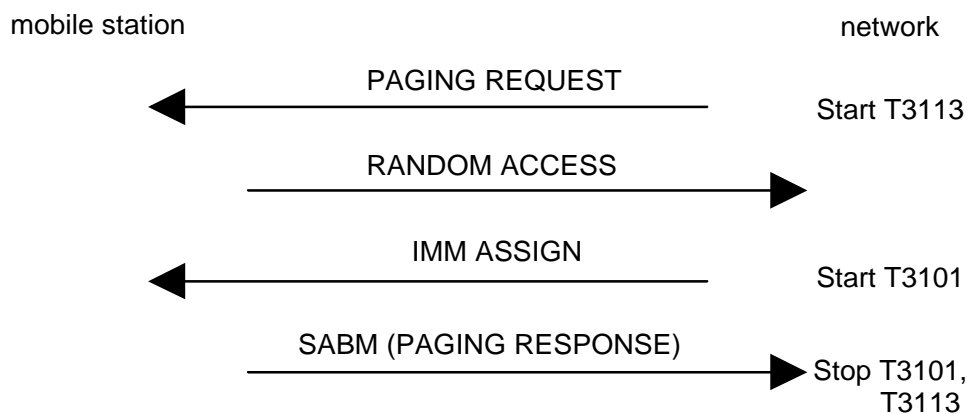 mobile station
network
PAGING REQUEST
Start T3113
RANDOM ACCESS
IMM ASSIGN
Start T3101
SABM (PAGING RESPONSE)
Stop T3101,
T3113